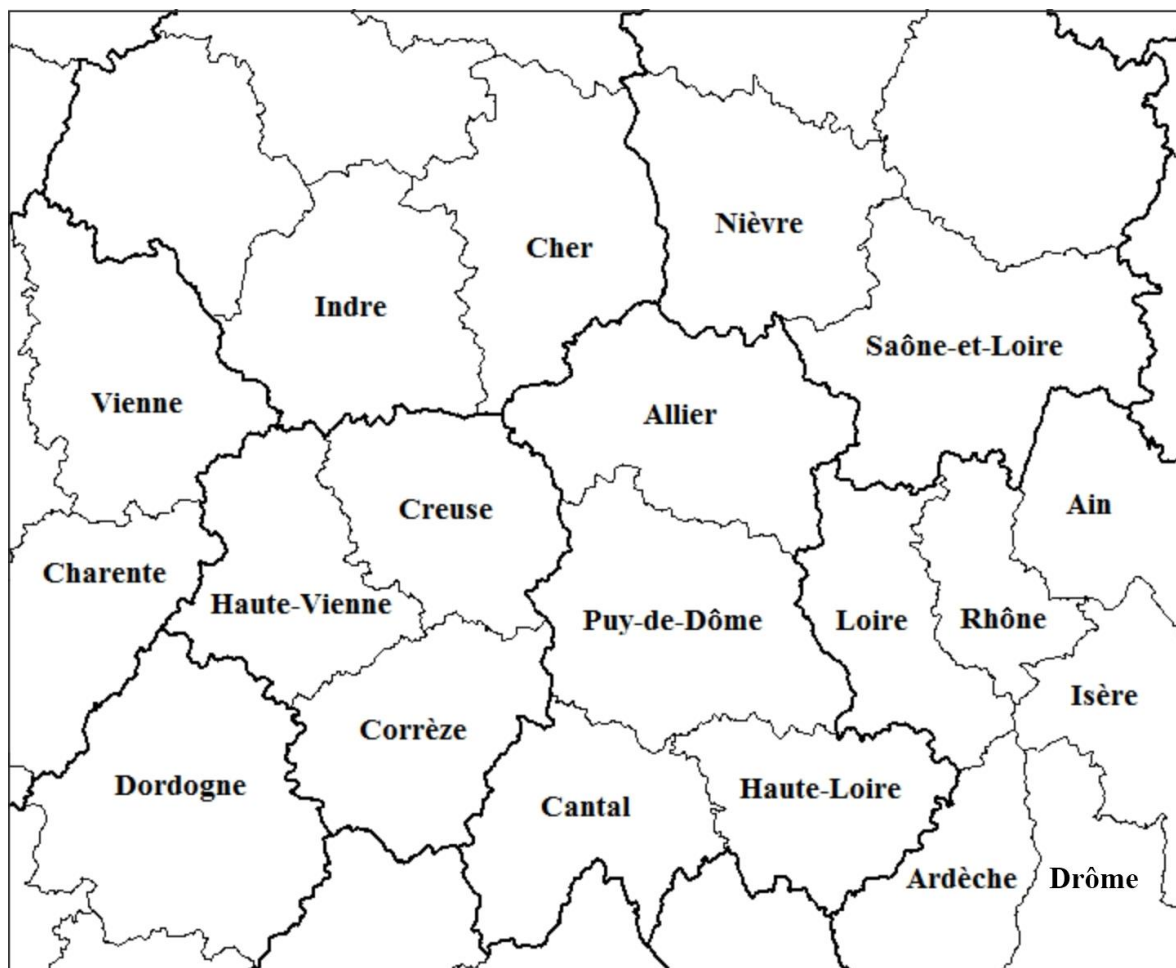 Nièvre
Cher
Indre
Saône-et-Loire
Vienne
Allier
Creuse
Ain
Charente
Haute-Vienne
Puy-de-Dôme
Loire
Rhône
Isère
Corrèze
Dordogne
Haute-Loire
Cantal
Ardèche
Drôme